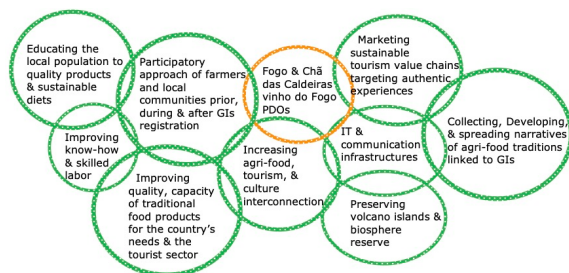 Educating the
local population to
quality products
& sustainable
diets
Participatory
approach of farmers
and local
communities prior,
during & after GIs
registration
Fogo & Chã
das Caldeiras
vinho do Fogo
PDOs
Marketing
sustainable
tourism value chains
targeting authentic
experiences
Collecting, Developing,
& spreading narratives
of agri-food traditions
linked to GIs
Improving
know-how
& skilled
labor
Improving
quality, capacity
of traditional
food products
for the country's
needs & the
tourist sector
Increasing
agri-food,
tourism, &
culture
interconnection
IT &
communication
infrastructures
Preserving
volcano islands &
biosphere
reserve